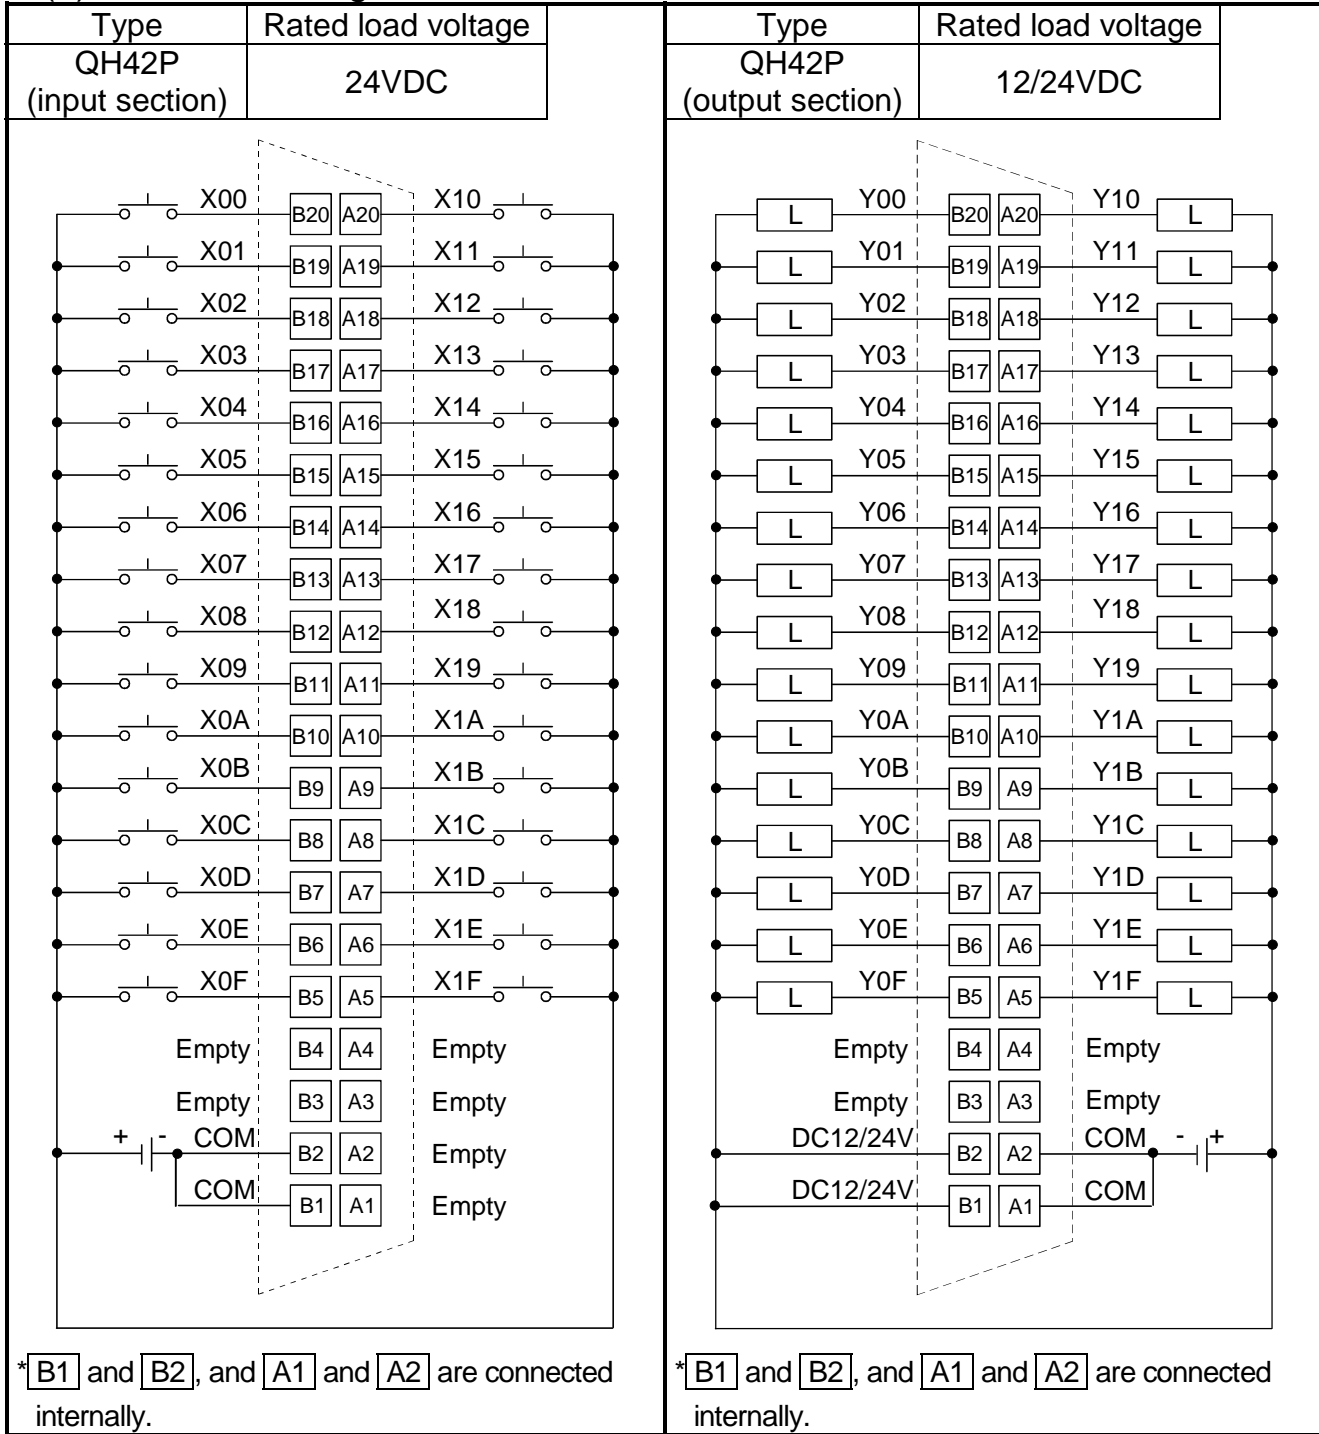 Type Rated load voltage
QH42P
(input section) 24VDC
X00 B20 A20 X10
X01 B19 A19 X11
X02 B18 A18 X12
X03 B17 A17 X13
X04 B16 A16 X14
X05 B15 A15 X15
X06 B14 A14 X16
X07 B13 A13 X17
X08 B12 A12 X18
X09 B11 A11 X19
X0A B10 A10 X1A
X0B B9 A9 X1B
X0C B8 A8 X1C
X0D B7 A7 X1D
X0E B6 A6 X1E
X0F B5 A5 X1F
Empty B4 A4 Empty
Empty B3 A3 Empty
+ - COM B2 A2 Empty
COM B1 A1 Empty
* B1 and B2, and A1 and A2 are connected
internally.
Type Rated load voltage
QH42P
(output section) 12/24VDC
L Y00 B20 A20 Y10 L
L Y01 B19 A19 Y11 L
L Y02 B18 A18 Y12 L
L Y03 B17 A17 Y13 L
L Y04 B16 A16 Y14 L
L Y05 B15 A15 Y15 L
L Y06 B14 A14 Y16 L
L Y07 B13 A13 Y17 L
L Y08 B12 A12 Y18 L
L Y09 B11 A11 Y19 L
L Y0A B10 A10 Y1A L
L Y0B B9 A9 Y1B L
L Y0C B8 A8 Y1C L
L Y0D B7 A7 Y1D L
L Y0E B6 A6 Y1E L
L Y0F B5 A5 Y1F L
Empty B4 A4 Empty
Empty B3 A3 Empty
DC12/24V B2 A2 COM - +
DC12/24V B1 A1 COM
* B1 and B2, and A1 and A2 are connected
internally.